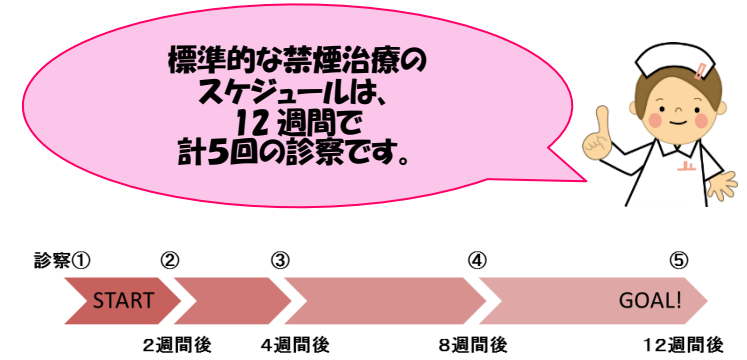 標準的な禁煙治療の
スケジュールは、
12週間で
計5回の診察です。
診察① ② ③ ④ ⑤
START GOAL!
2週間後 4週間後 8週間後 12週間後